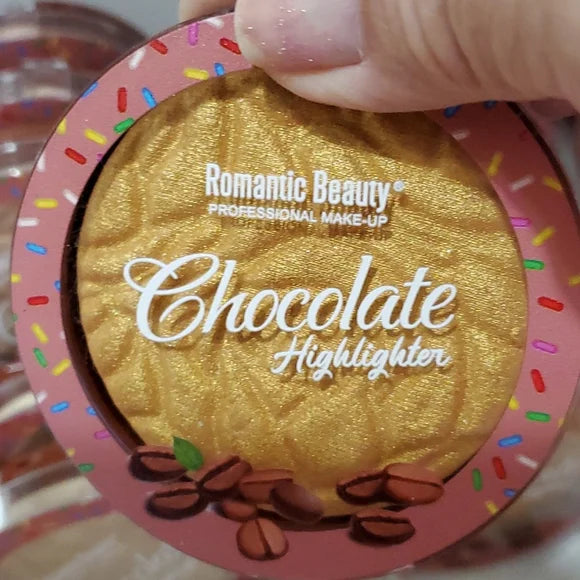 Romantic Beauty®
PROFESSIONAL MAKE-UP
Chocolate
Highlighter